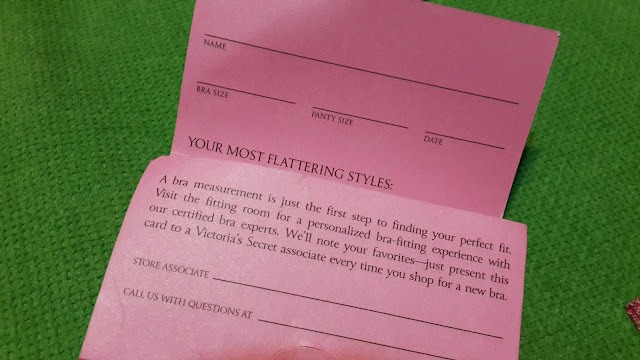 NAME
BRA SIZE PANTY SIZE DATE
YOUR MOST FLATTERING STYLES:
A bra measurement is just the first step to finding your perfect fit.
Visit the fitting room for a personalized bra-fitting experience with
our certified bra experts. We'll note your favorites—just present this
card to a Victoria's Secret associate every time you shop for a new bra.
STORE ASSOCIATE
CALL US WITH QUESTIONS AT